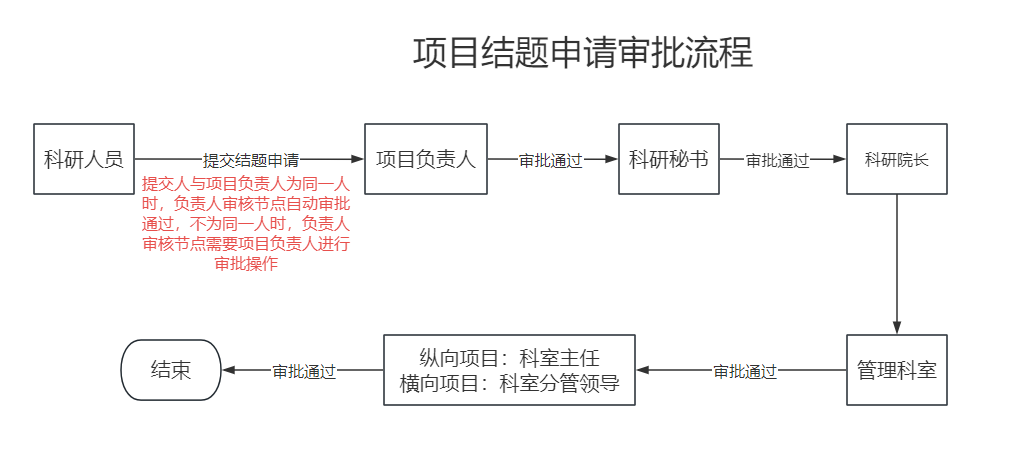 项目结题申请审批流程
科研人员
提交结题申请
提交人与项目负责人为同一人
时，负责人审核节点自动审批
通过，不为同一人时，负责人
审核节点需要项目负责人进行
审批操作
项目负责人
审批通过
科研秘书
审批通过
科研院长
管理科室
审批通过
纵向项目：科室主任
横向项目：科室分管领导
审批通过
结束